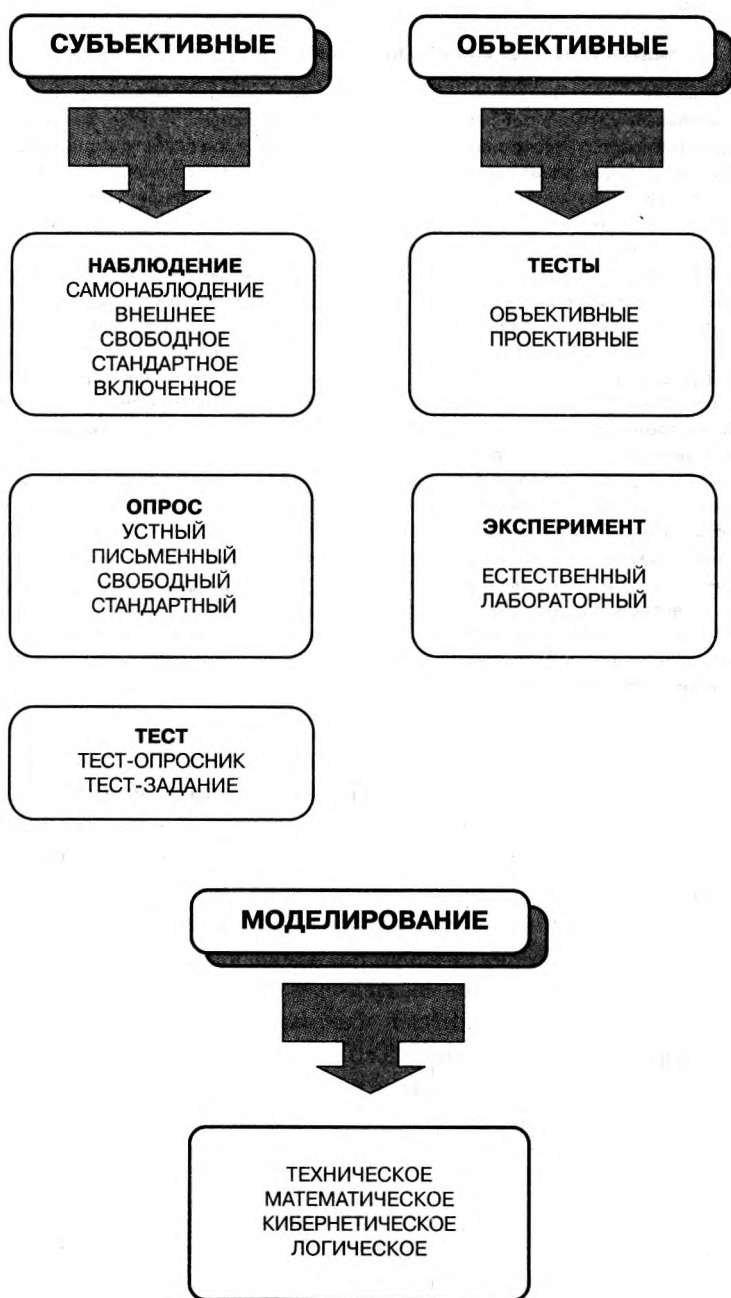 СУБЪЕКТИВНЫЕ
ОБЪЕКТИВНЫЕ
НАБЛЮДЕНИЕ
САМОНАБЛЮДЕНИЕ
ВНЕШНЕЕ
СВОБОДНОЕ
СТАНДАРТНОЕ
ВКЛЮЧЕННОЕ
ТЕСТЫ
ОБЪЕКТИВНЫЕ
ПРОЕКТИВНЫЕ
ОПРОС
УСТНЫЙ
ПИСЬМЕННЫЙ
СВОБОДНЫЙ
СТАНДАРТНЫЙ
ЭКСПЕРИМЕНТ
ЕСТЕСТВЕННЫЙ
ЛАБОРАТОРНЫЙ
ТЕСТ
ТЕСТ-ОПРОСНИК
ТЕСТ-ЗАДАНИЕ
МОДЕЛИРОВАНИЕ
ТЕХНИЧЕСКОЕ
МАТЕМАТИЧЕСКОЕ
КИБЕРНЕТИЧЕСКОЕ
ЛОГИЧЕСКОЕ